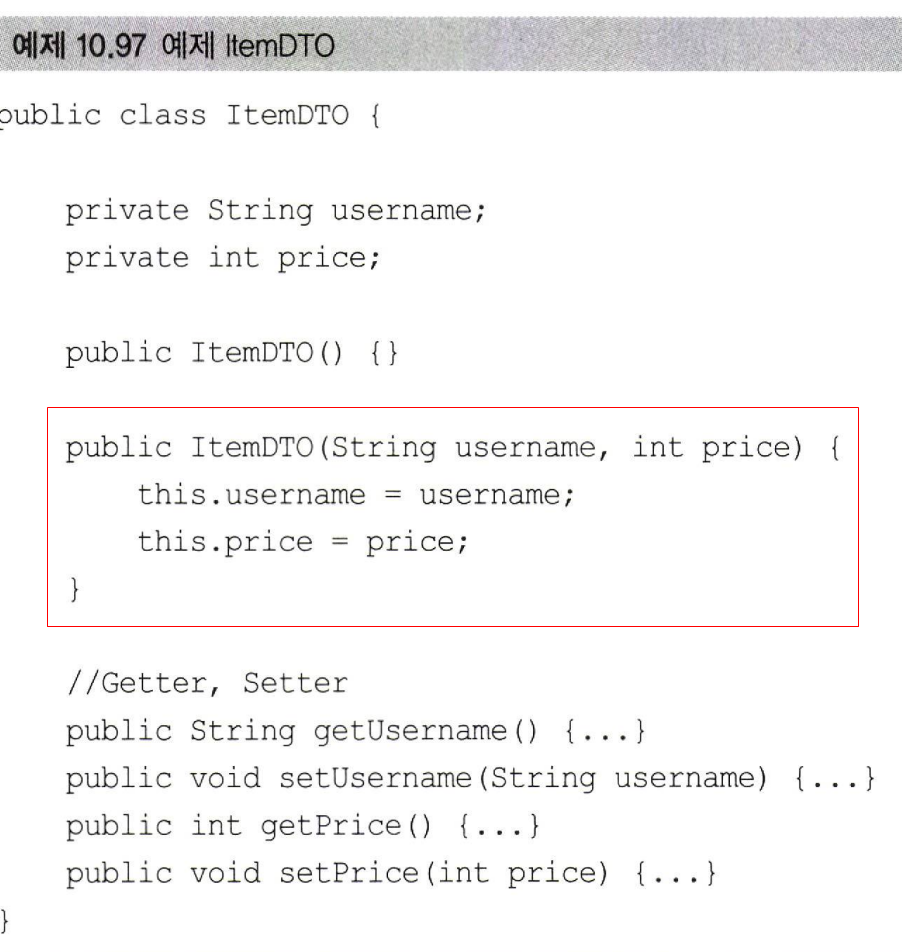 예제 10.97 예제 ItemDTO
public class ItemDTO {
private String username;
private int price;
public ItemDTO() {}
public ItemDTO(String username, int price) {
this.username = username;
this.price = price;
}
//Getter, Setter
public String getUsername() {...}
public void setUsername(String username) {...}
public int getPrice() {...}
public void setPrice(int price) {...}
}